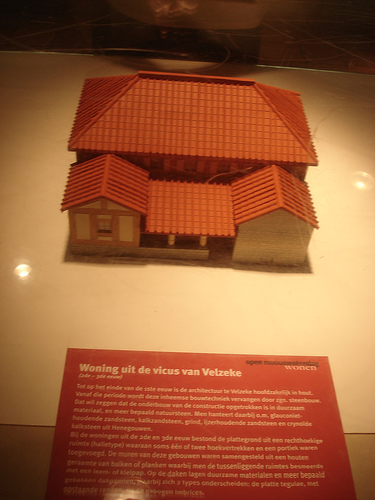 open monumentendag
wonen
Woning uit de vicus van Velzeke
(2de – 3de eeuw)
Tot op het einde van de 1ste eeuw is de architectuur te Velzeke hoofdzakelijk in hout.
Vanaf die periode wordt deze inheemse bouwtechniek vervangen door zgn. steenbouw.
Dat wil zeggen dat de onderbouw van de constructie opgetrokken is in duurzaam
materiaal, en meer bepaald natuursteen. Men hanteert daarbij o.m. glauconiet-
houdende zandsteen, kalkzandsteen, grind, ijzerhoudende zandsteen en crynoïde
kalksteen uit Henegouwen.
Bij de woningen uit de 2de en 3de eeuw bestond de plattegrond uit een rechthoekige
ruimte (halletype) waaraan soms één of twee hoekvertrekken en een portiek waren
toegevoegd. De muren van deze gebouwen waren samengesteld uit een houten
geraamte van balken of planken waarbij men de tussenliggende ruimtes besmeerde
met een leem- of kleipap. Op de daken lagen duurzame materialen en meer bepaald
gebakken dakpannen, waarbij zich 2 types onderscheiden: de platte tegulae, met
opstaande randen en gebogen imbrices.